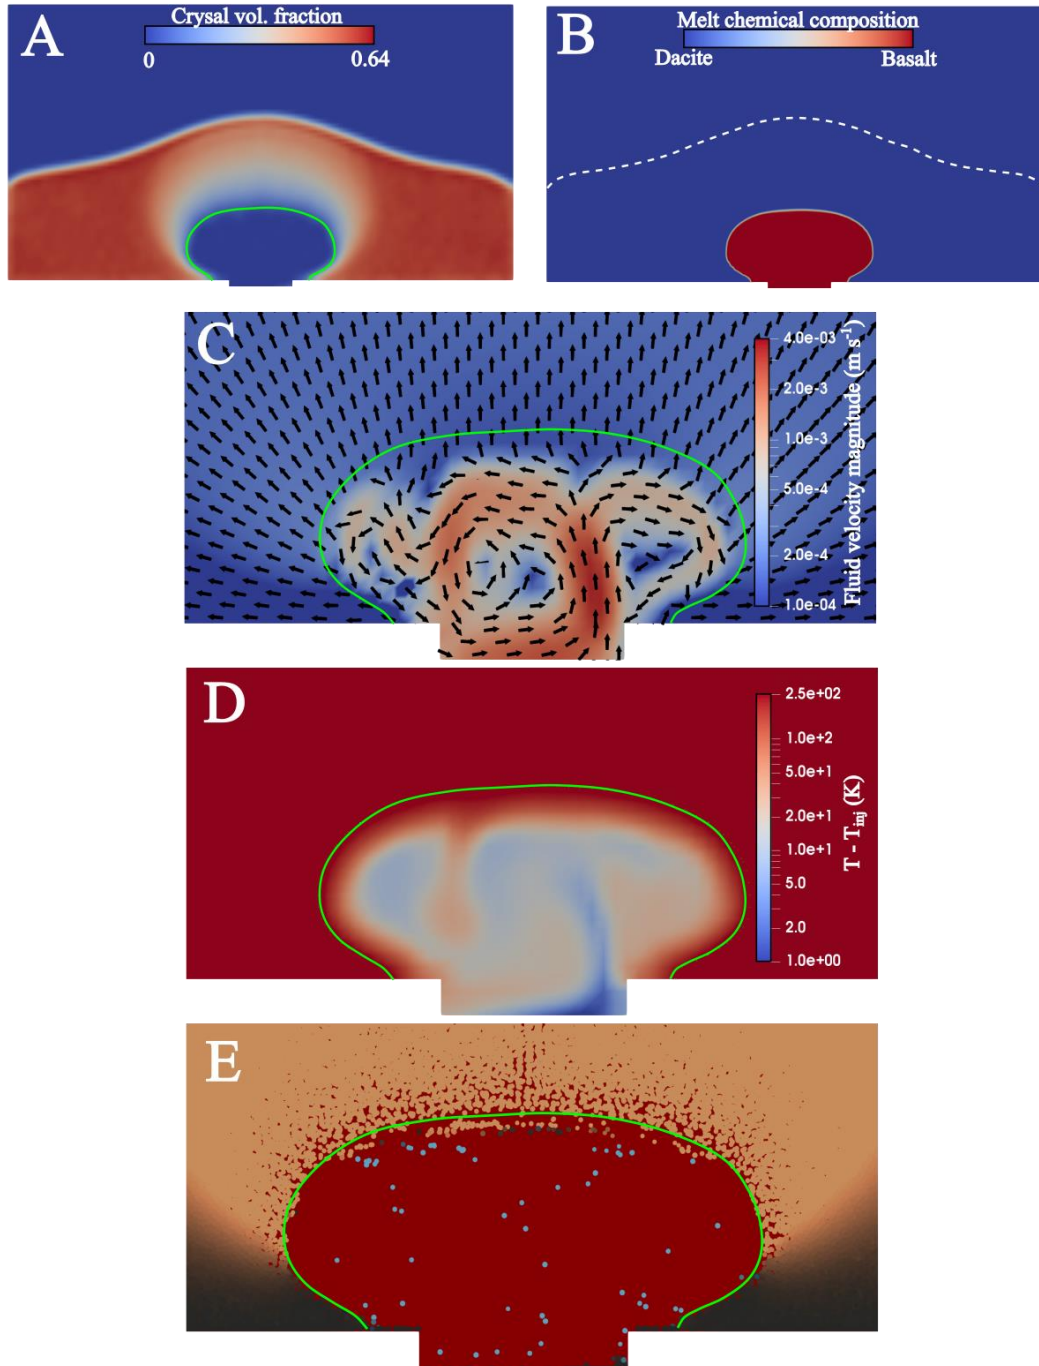 A
Crysal vol. fraction
0
0.64
B
Melt chemical composition
Dacite
Basalt
C
4.0e-03
2.0e-3
1.0e-3
5.0e-4
2.0e-4
1.0e-04
Fluid velocity magnitude (m s⁻¹)
D
2.5e+02
1.0e+2
5.0e+1
2.0e+1
1.0e+1
5.0
2.0
1.0e+00
T - Tinj (K)
E